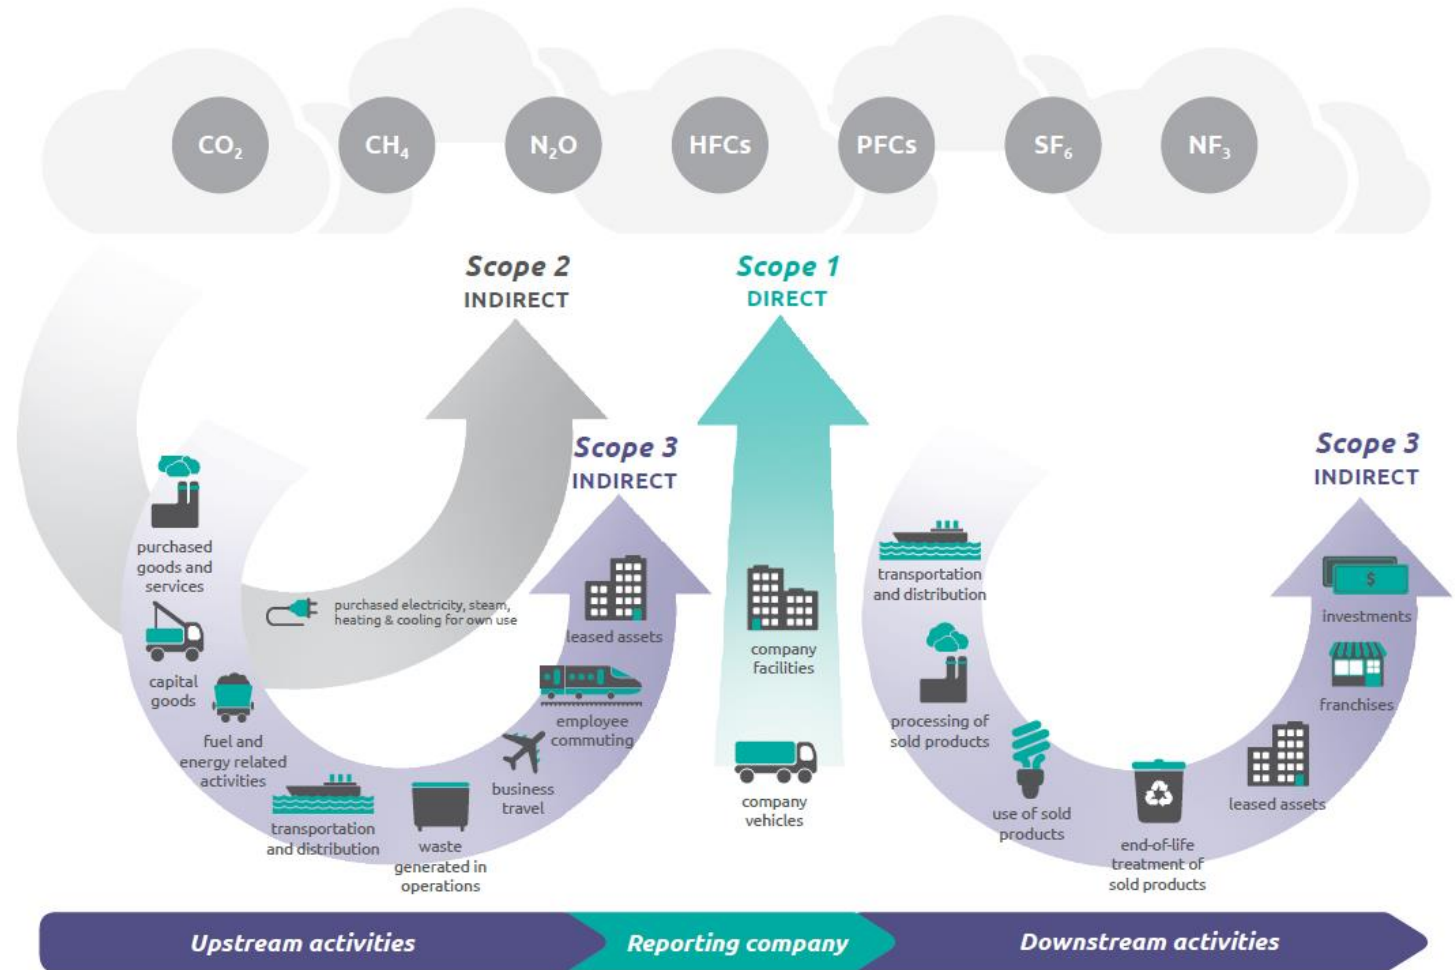 CO₂
CH₄
N₂O
HFCs
PFCs
SF₆
NF₃
Scope 2
INDIRECT
Scope 1
DIRECT
Scope 3
INDIRECT
Scope 3
INDIRECT
purchased
goods and
services
capital
goods
fuel and
energy related
activities
transportation
and distribution
waste
generated in
operations
business
travel
employee
commuting
leased assets
purchased electricity, steam,
heating & cooling for own use
company
facilities
company
vehicles
transportation
and distribution
processing of
sold products
use of sold
products
end-of-life
treatment of
sold products
leased assets
franchises
investments
$
Upstream activities
Reporting company
Downstream activities